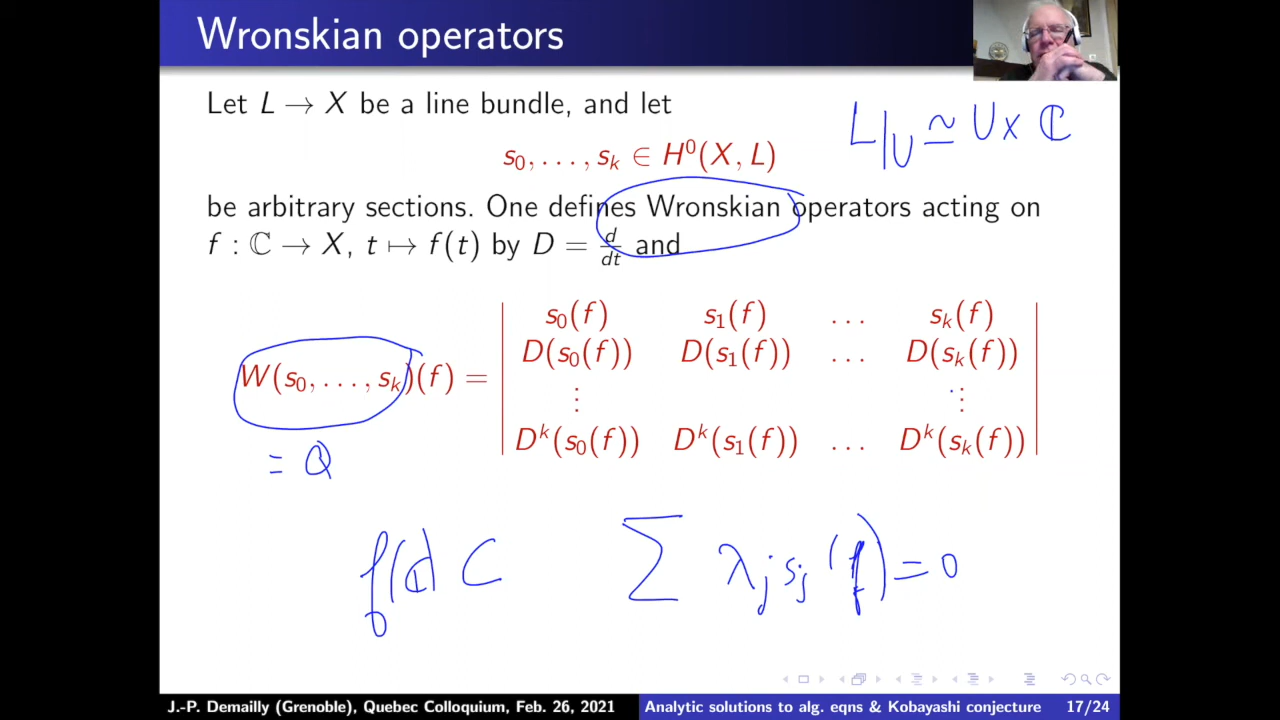 Wronskian operators
Let L → X be a line bundle, and let
L|U ≃ U × ℂ
s₀, . . . , sₖ ∈ H⁰(X, L)
be arbitrary sections. One defines Wronskian operators acting on
f : ℂ → X, t ↦ f(t) by D = d/dt and
W(s₀, . . . , sₖ)(f) =
s₀(f) s₁(f) . . . sₖ(f)
D(s₀(f)) D(s₁(f)) . . . D(sₖ(f))
⋮ ⋮
Dᵏ(s₀(f)) Dᵏ(s₁(f)) . . . Dᵏ(sₖ(f))
= Q
f(ℂ) ⊂ Σ λⱼ sⱼ(f) = 0
J.-P. Demailly (Grenoble), Quebec Colloquium, Feb. 26, 2021 Analytic solutions to alg. eqns & Kobayashi conjecture 17/24